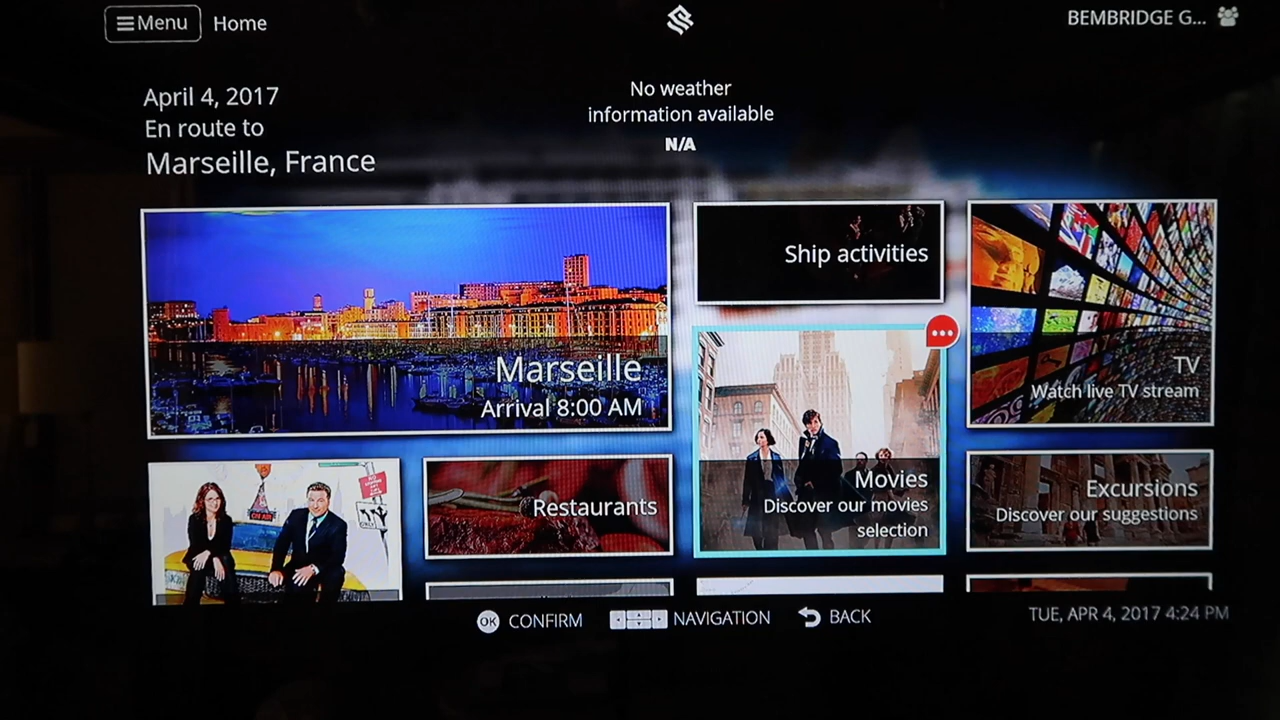 Menu
Home
BEMBRIDGE G...
April 4, 2017
En route to
Marseille, France
No weather
information available
N/A
Marseille
Arrival 8:00 AM
Ship activities
Movies
Discover our movies
selection
TV
Watch live TV stream
Restaurants
Excursions
Discover our suggestions
ON AIR
OK CONFIRM
NAVIGATION
BACK
TUE, APR 4, 2017 4:24 PM